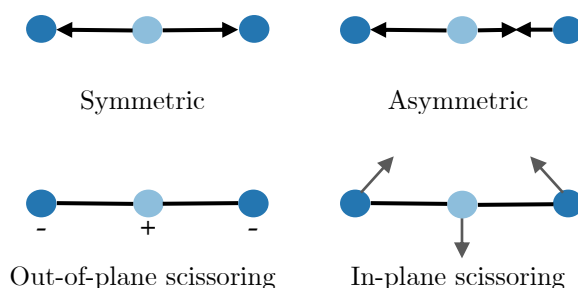 Symmetric
Asymmetric
- + -
Out-of-plane scissoring
In-plane scissoring